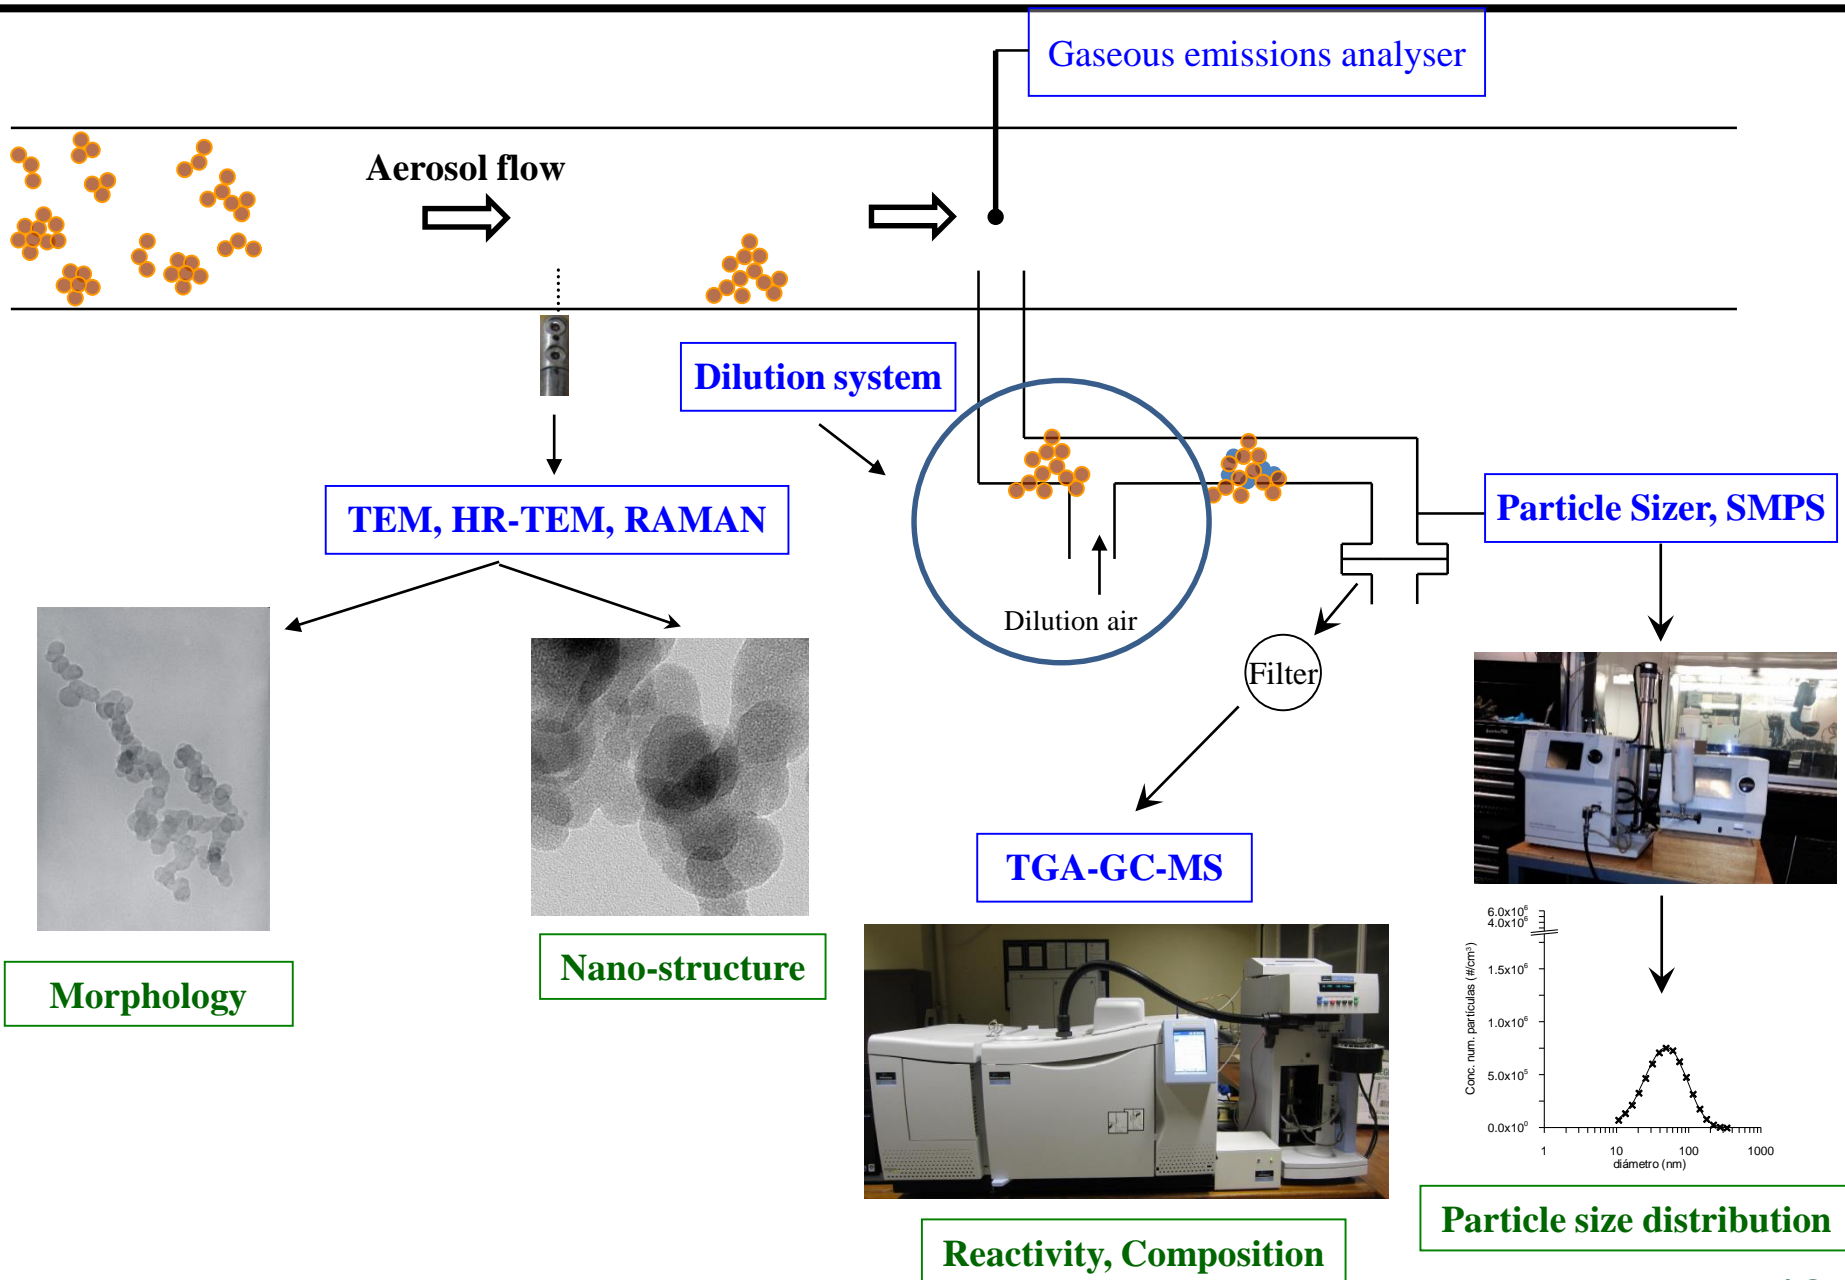 Gaseous emissions analyser
Aerosol flow
Dilution system
TEM, HR-TEM, RAMAN
Particle Sizer, SMPS
Dilution air
Filter
TGA-GC-MS
Morphology
Nano-structure
6.0x10⁶
4.0x10⁶
1.5x10⁶
1.0x10⁶
5.0x10⁵
0.0x10⁰
Conc. num. partículas (#/cm³)
1 10 100 1000
diámetro (nm)
Particle size distribution
Reactivity, Composition